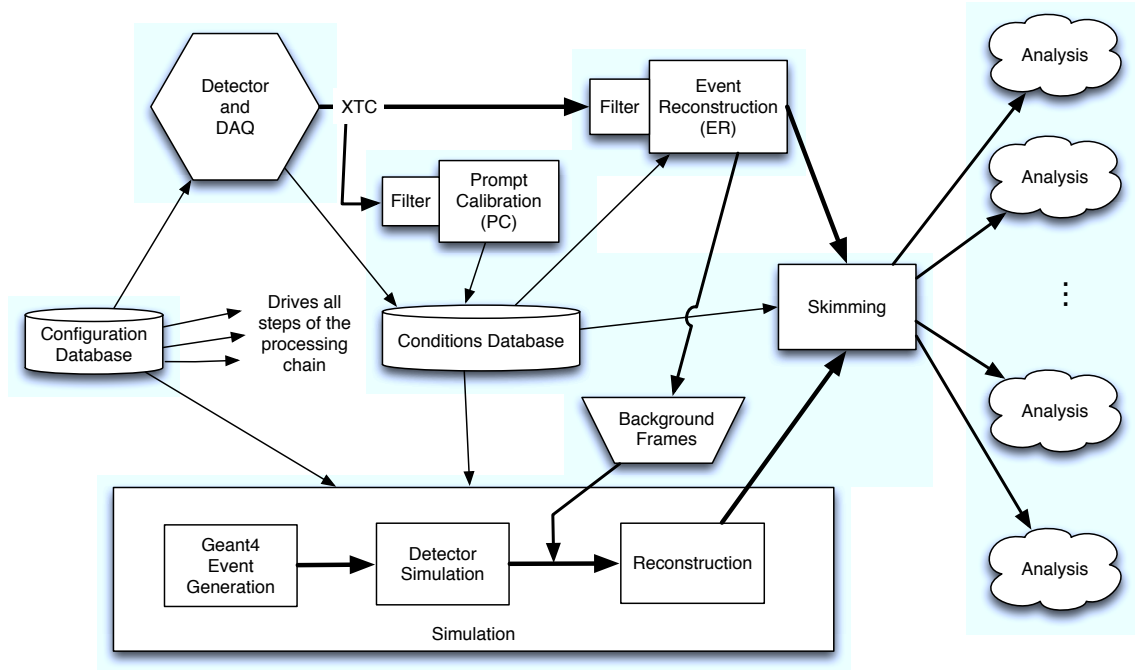 Detector
and
DAQ
XTC
Filter
Event
Reconstruction
(ER)
Analysis
Analysis
Filter
Prompt
Calibration
(PC)
Configuration
Database
Drives all
steps of the
processing
chain
Conditions Database
Skimming
...
Background
Frames
Analysis
Geant4
Event
Generation
Detector
Simulation
Reconstruction
Analysis
Simulation